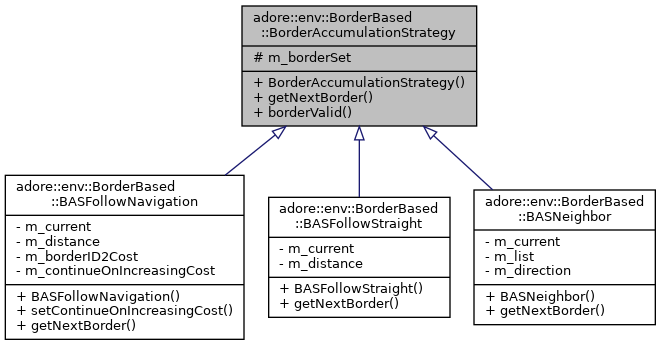 adore::env::BorderBased
::BorderAccumulationStrategy
# m_borderSet
+ BorderAccumulationStrategy()
+ getNextBorder()
+ borderValid()
adore::env::BorderBased
::BASFollowNavigation
- m_current
- m_distance
- m_borderID2Cost
- m_continueOnIncreasingCost
+ BASFollowNavigation()
+ setContinueOnIncreasingCost()
+ getNextBorder()
adore::env::BorderBased
::BASFollowStraight
- m_current
- m_distance
+ BASFollowStraight()
+ getNextBorder()
adore::env::BorderBased
::BASNeighbor
- m_current
- m_list
- m_direction
+ BASNeighbor()
+ getNextBorder()